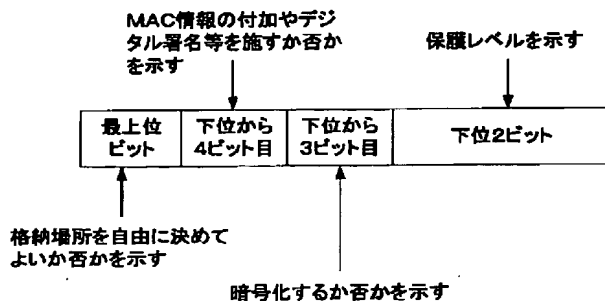 MAC情報の付加やデジ
タル署名等を施すか否か
を示す
保護レベルを示す
最上位
ビット
下位から
4ビット目
下位から
3ビット目
下位2ビット
格納場所を自由に決めて
よいか否かを示す
暗号化するか否かを示す